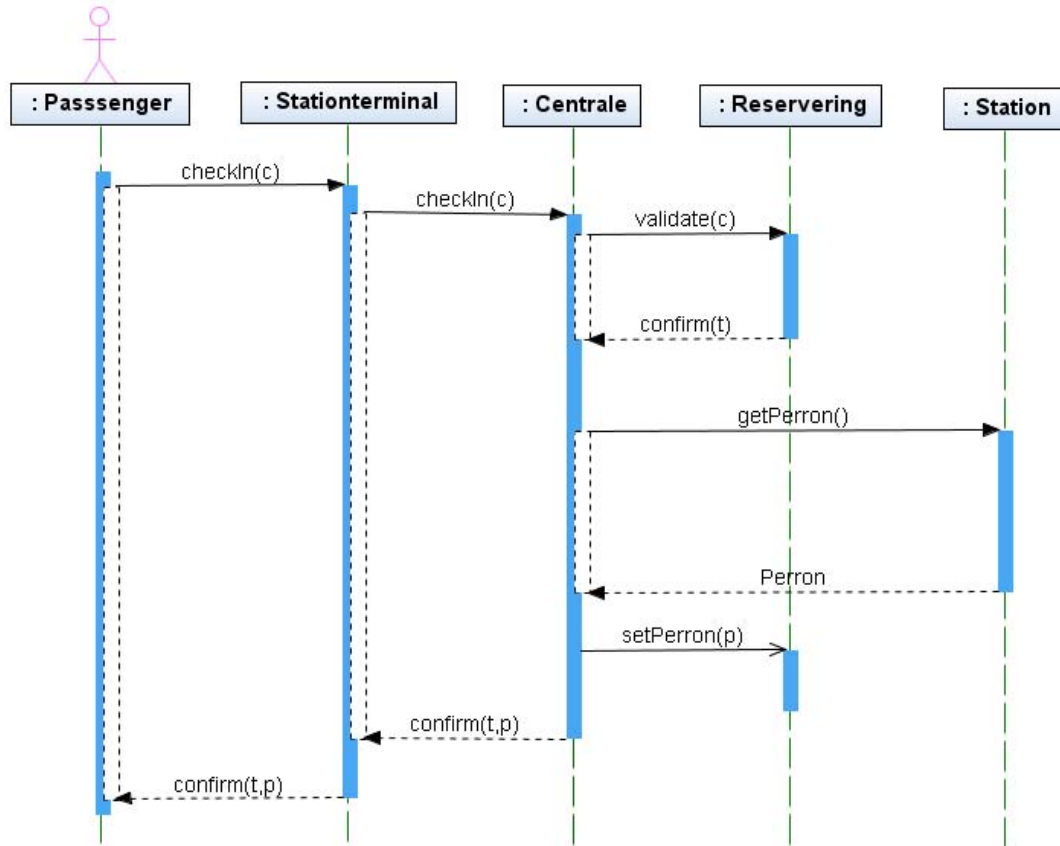 : Passsenger
: Stationterminal
: Centrale
: Reservering
: Station
checkIn(c)
checkIn(c)
validate(c)
confirm(t)
getPerron()
Perron
setPerron(p)
confirm(t,p)
confirm(t,p)